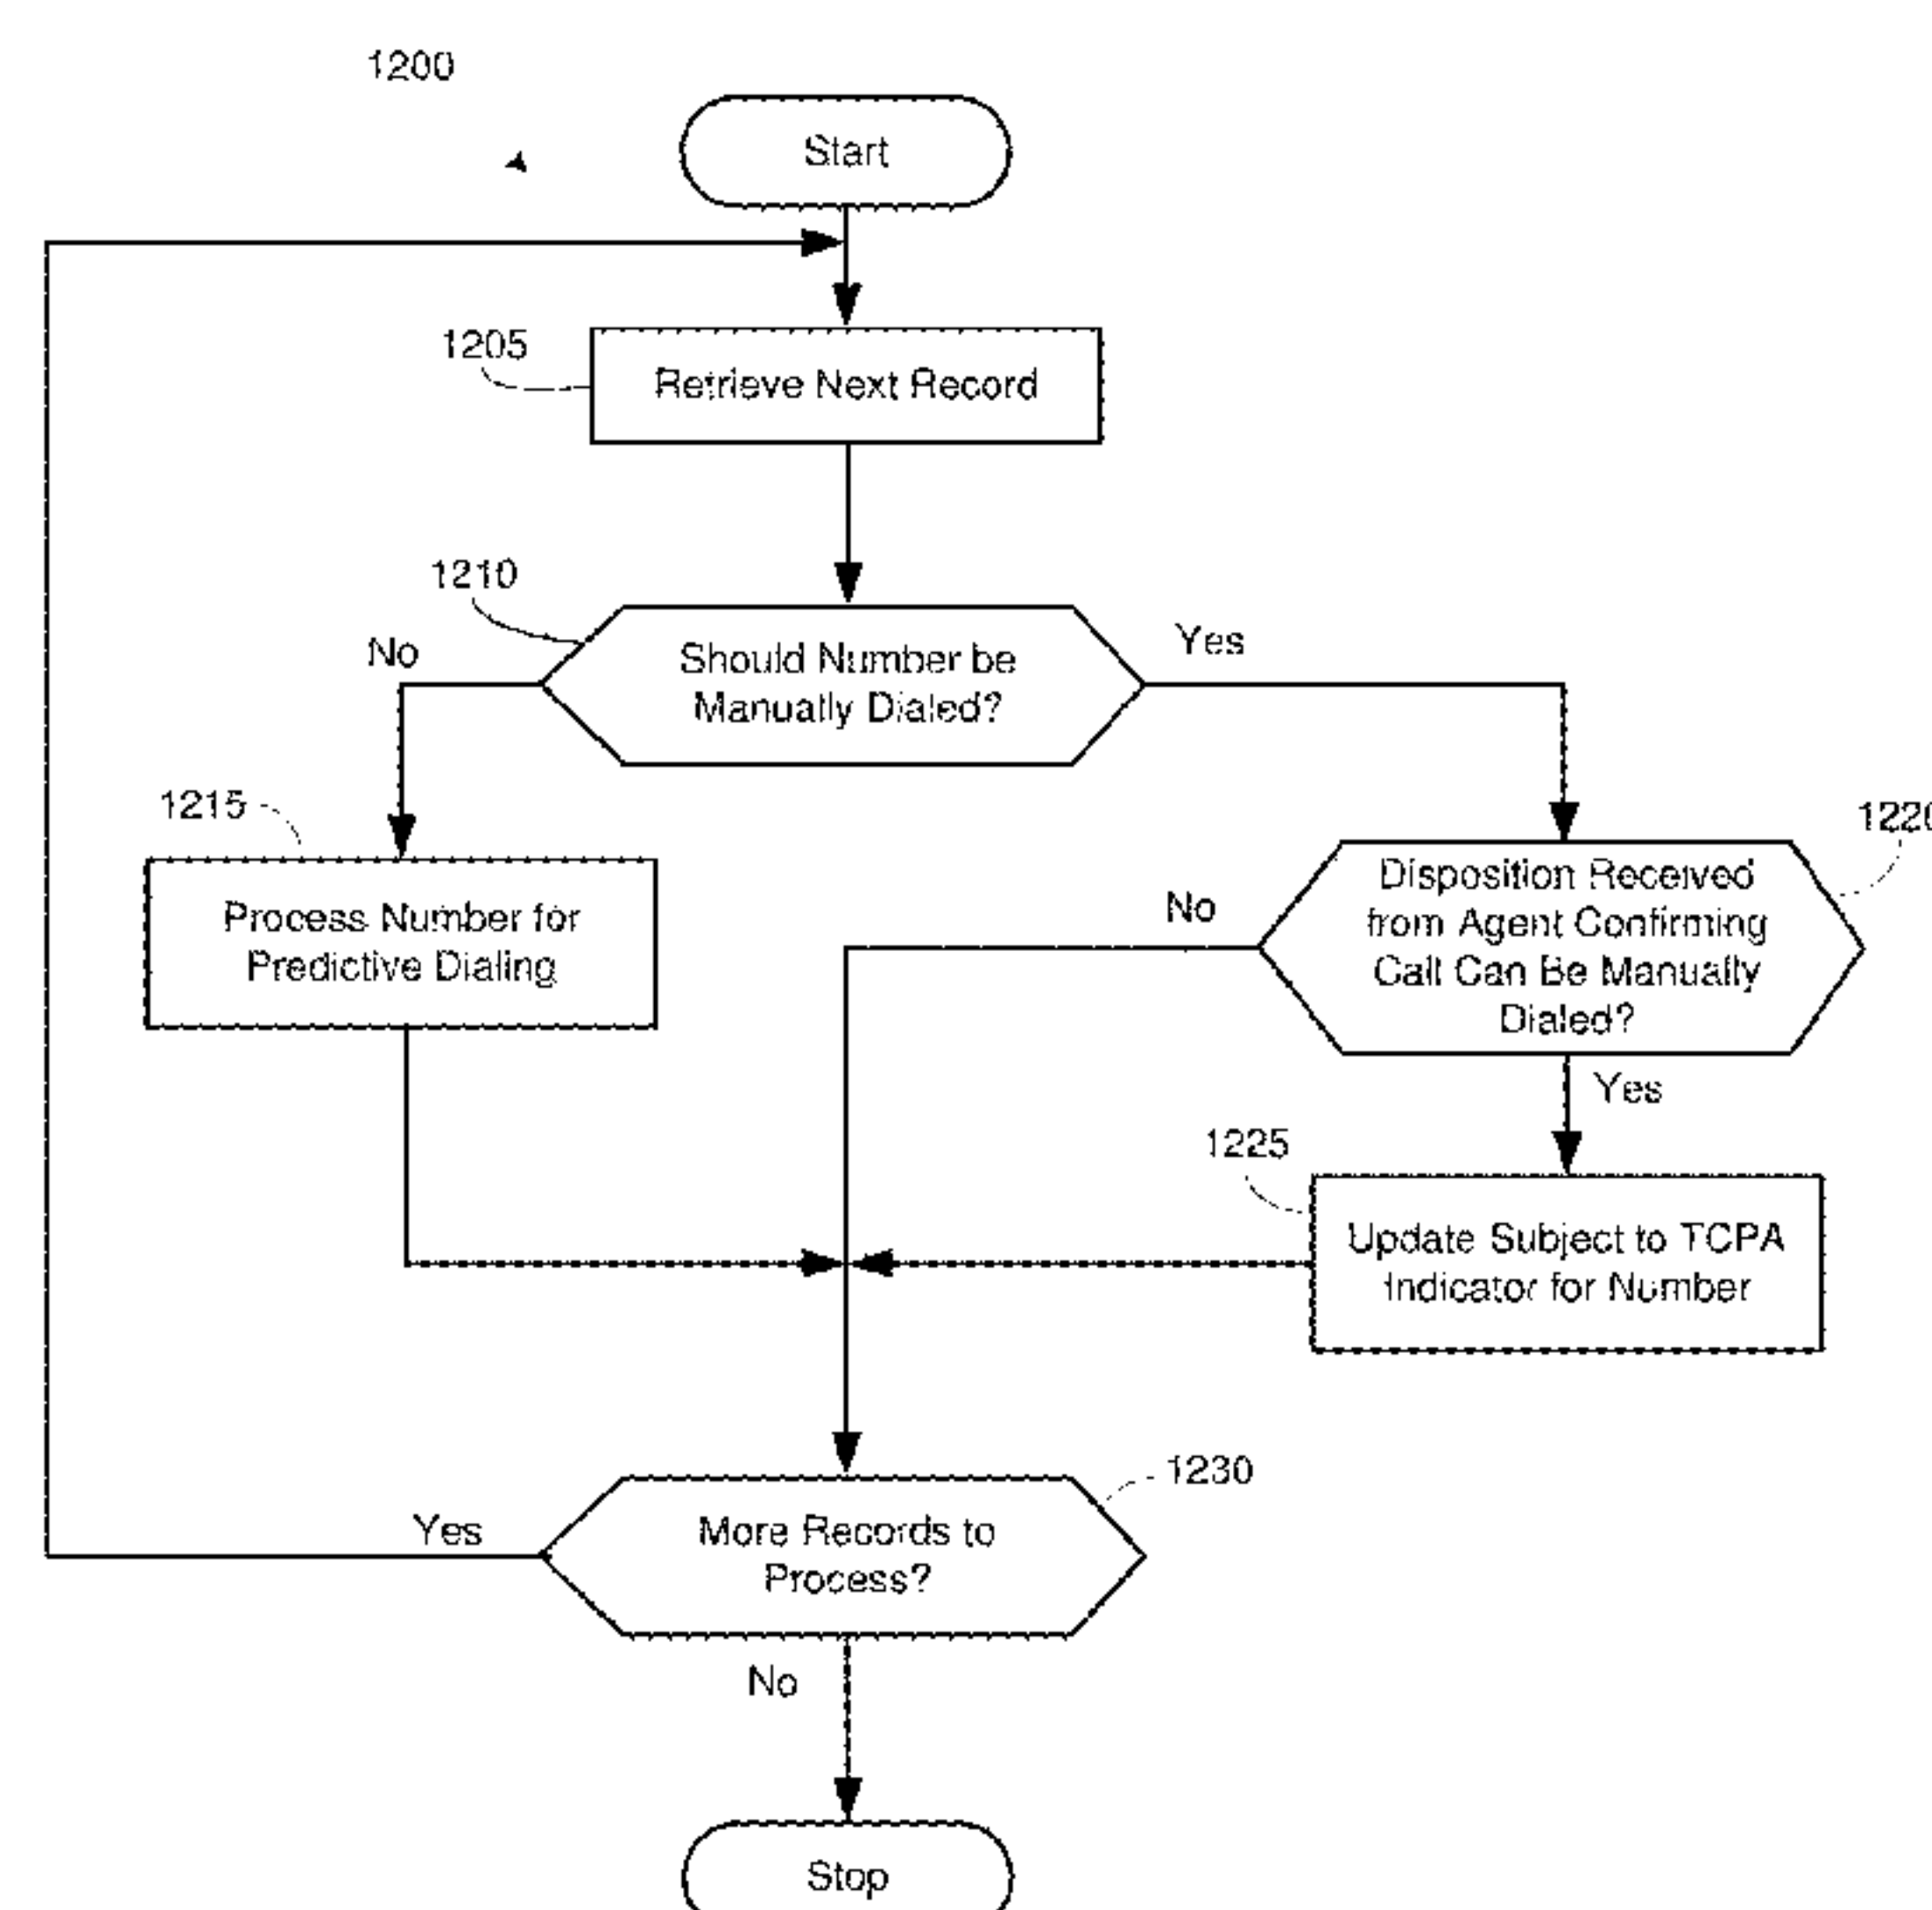 1200
Start
1205
Retrieve Next Record
1210
No
Should Number be
Manually Dialed?
Yes
1215
Process Number for
Predictive Dialing
1220
No
Disposition Received
from Agent Confirming
Call Can Be Manually
Dialed?
Yes
1225
Update Subject to TCPA
Indicator for Number
1230
Yes
More Records to
Process?
No
Stop